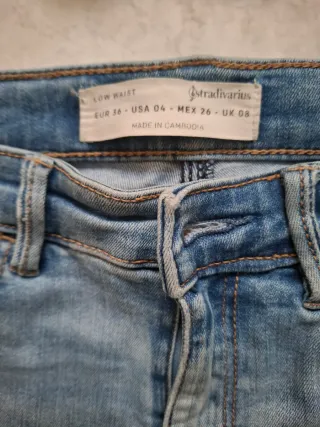 LOW WAIST stradivarius
EUR 36 - USA 04 - MEX 26 - UK 08
MADE IN CAMBODIA